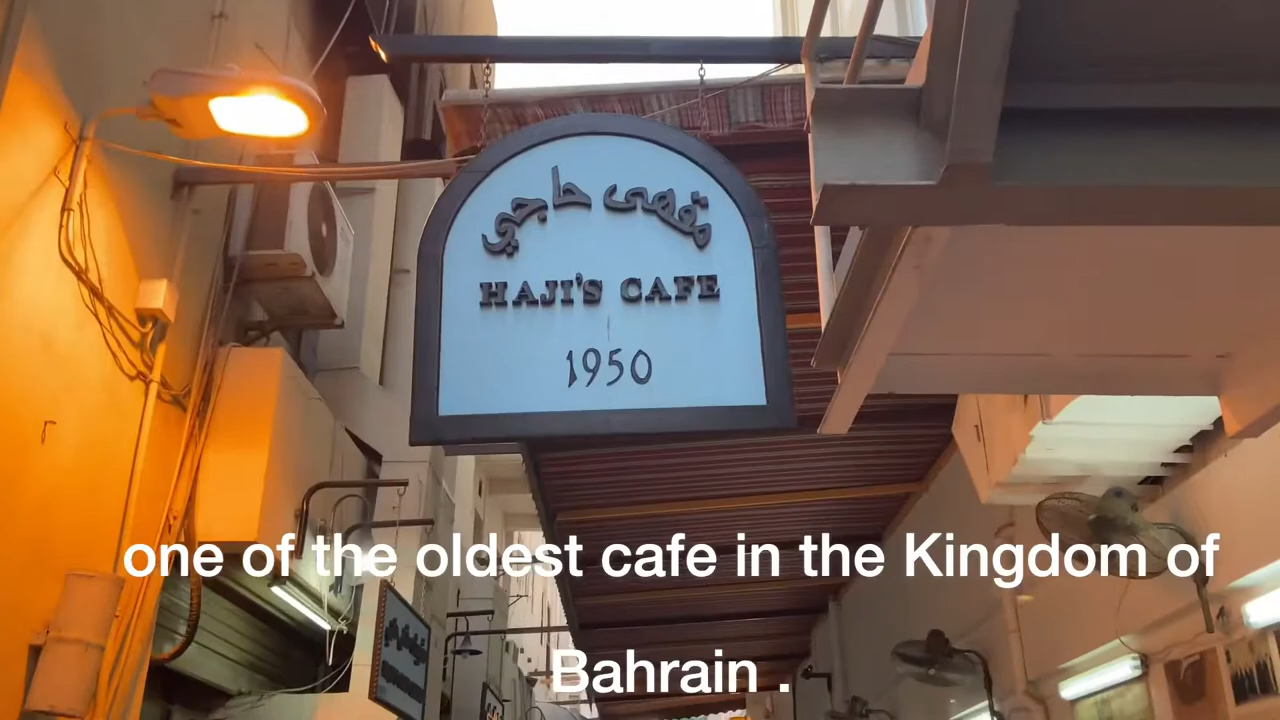 مقهى حاجي
HAJI'S CAFE
1950
one of the oldest cafe in the Kingdom of
Bahrain .